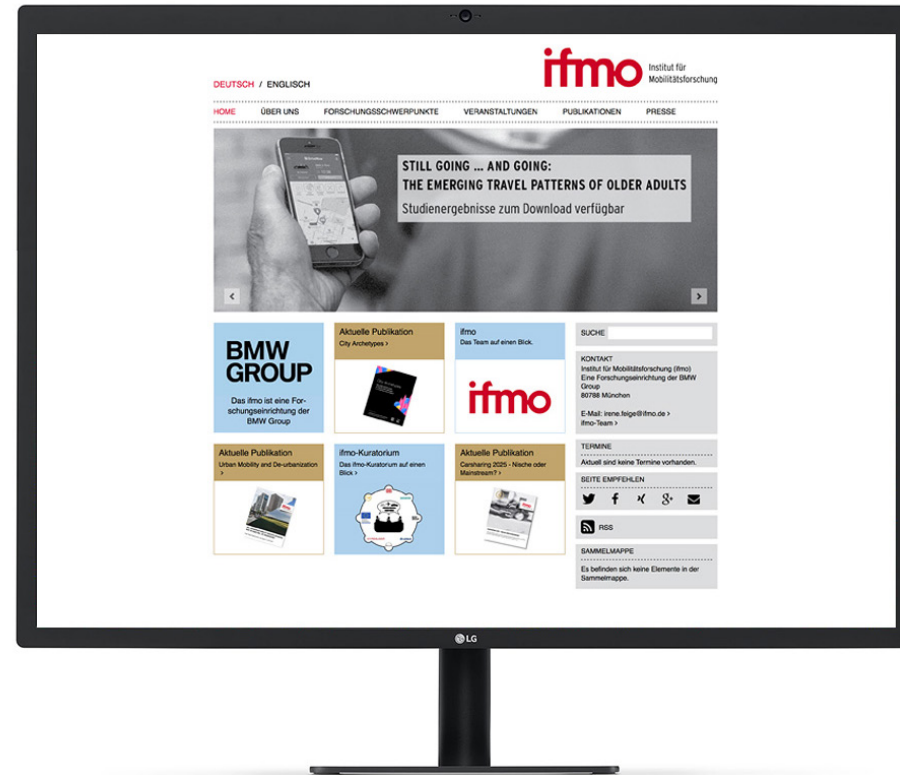 ifmo
Institut für
Mobilitätsforschung
DEUTSCH / ENGLISCH
HOME ÜBER UNS FORSCHUNGSSCHWERPUNKTE VERANSTALTUNGEN PUBLIKATIONEN PRESSE
STILL GOING ... AND GOING:
THE EMERGING TRAVEL PATTERNS OF OLDER ADULTS
Studienergebnisse zum Download verfügbar
BMW
GROUP
Das ifmo ist eine For-
schungseinrichtung der
BMW Group
Aktuelle Publikation
City Archetypes >
ifmo
Das Team auf einen Blick.
ifmo
Aktuelle Publikation
Urban Mobility and De-urbanization
>
ifmo-Kuratorium
Das ifmo-Kuratorium auf einen
Blick >
Aktuelle Publikation
Carsharing 2025 - Nische oder
Mainstream? >
SUCHE
KONTAKT
Institut für Mobilitätsforschung (ifmo)
Eine Forschungseinrichtung der BMW
Group
80788 München
E-Mail: irene.feige@ifmo.de >
ifmo-Team >
TERMINE
Aktuell sind keine Termine vorhanden.
SEITE EMPFEHLEN
RSS
SAMMELMAPPE
Es befinden sich keine Elemente in der
Sammelmappe.
LG